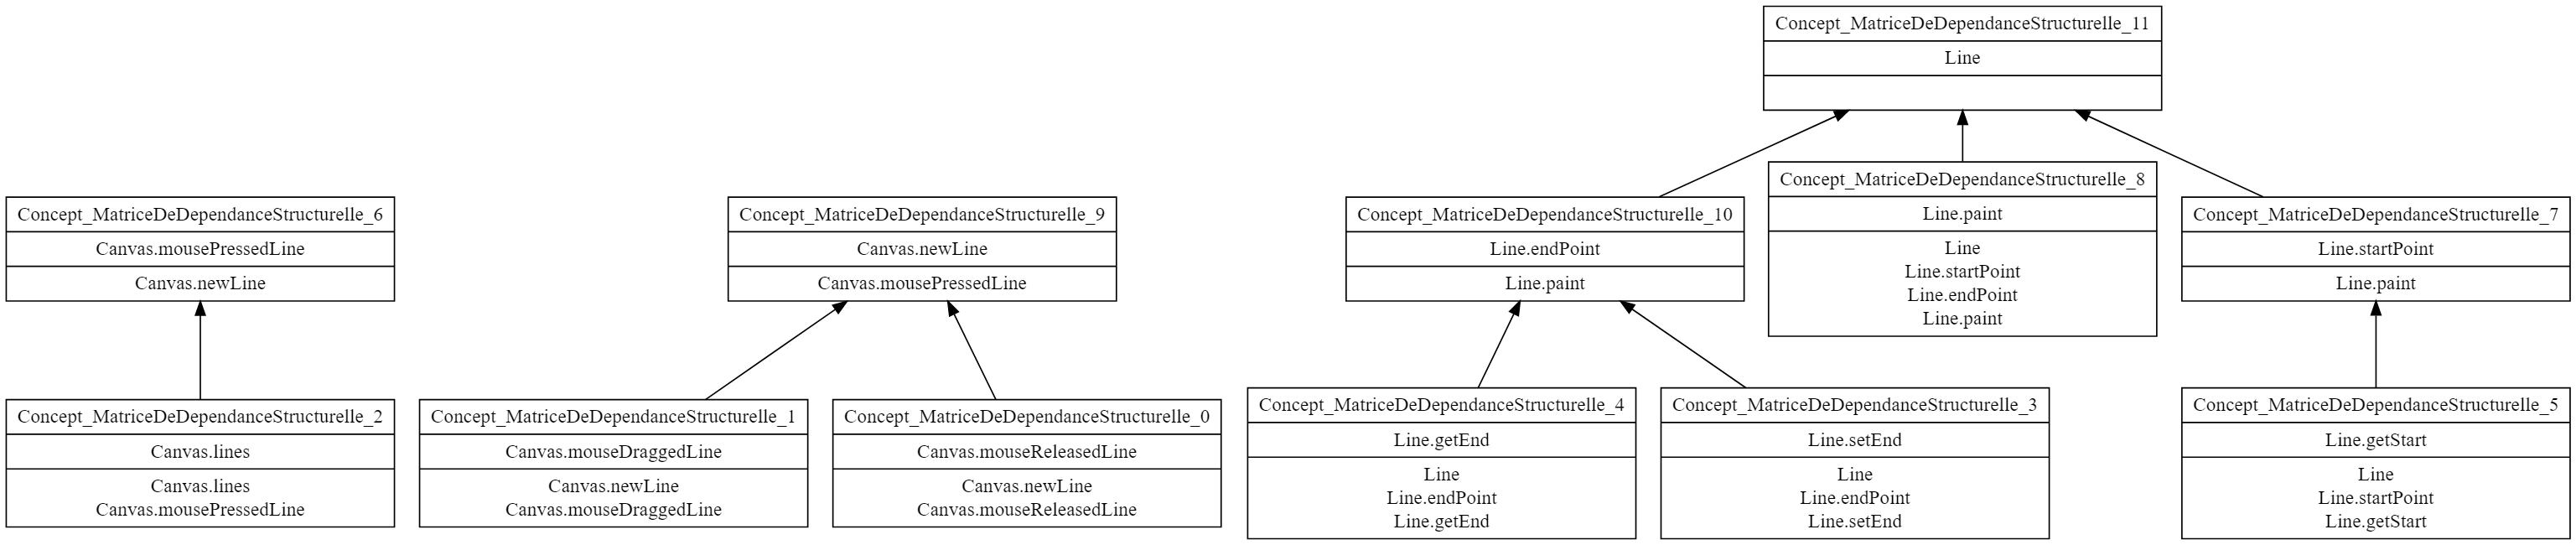 Concept_MatriceDeDependanceStructurelle_11
Line
Concept_MatriceDeDependanceStructurelle_6
Canvas.mousePressedLine
Canvas.newLine
Concept_MatriceDeDependanceStructurelle_9
Canvas.newLine
Canvas.mousePressedLine
Concept_MatriceDeDependanceStructurelle_10
Line.endPoint
Line.paint
Concept_MatriceDeDependanceStructurelle_8
Line.paint
Line
Line.startPoint
Line.endPoint
Line.paint
Concept_MatriceDeDependanceStructurelle_7
Line.startPoint
Line.paint
Concept_MatriceDeDependanceStructurelle_2
Canvas.lines
Canvas.lines
Canvas.mousePressedLine
Concept_MatriceDeDependanceStructurelle_1
Canvas.mouseDraggedLine
Canvas.newLine
Canvas.mouseDraggedLine
Concept_MatriceDeDependanceStructurelle_0
Canvas.mouseReleasedLine
Canvas.newLine
Canvas.mouseReleasedLine
Concept_MatriceDeDependanceStructurelle_4
Line.getEnd
Line
Line.endPoint
Line.getEnd
Concept_MatriceDeDependanceStructurelle_3
Line.setEnd
Line
Line.endPoint
Line.setEnd
Concept_MatriceDeDependanceStructurelle_5
Line.getStart
Line
Line.startPoint
Line.getStart